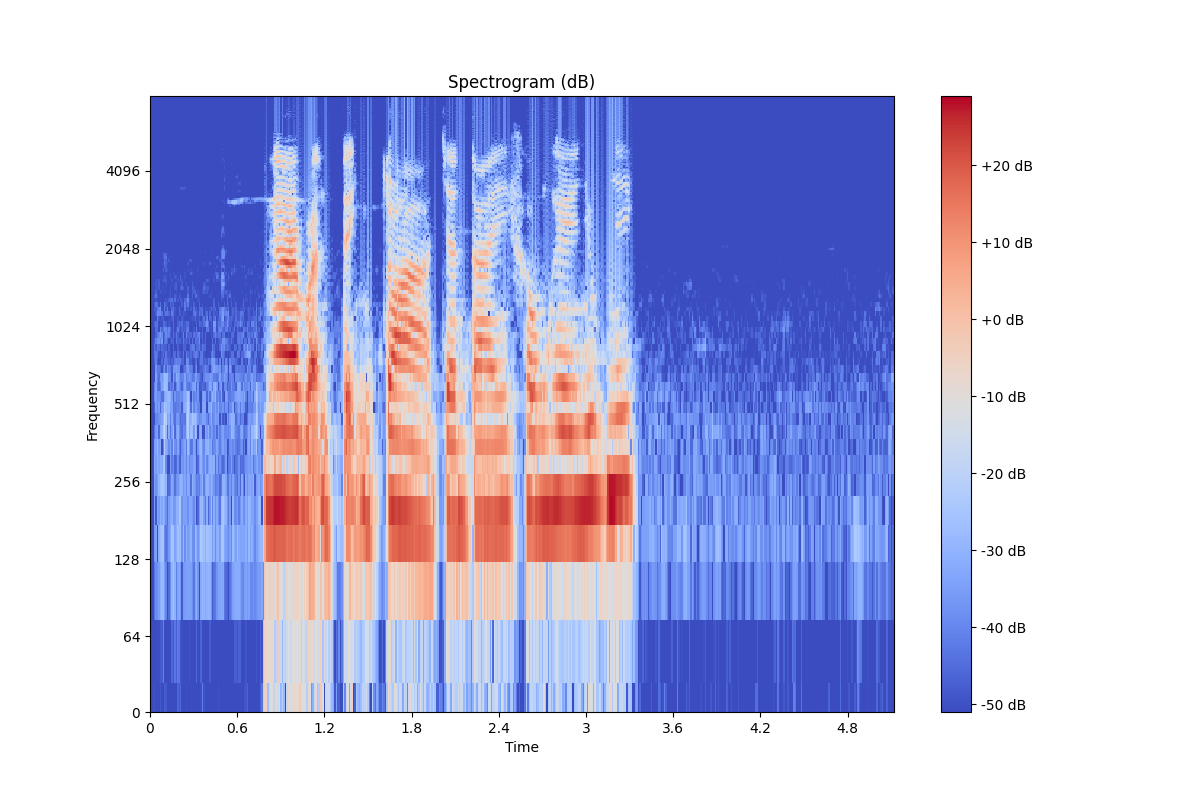 Spectrogram (dB)
4096
2048
1024
512
256
128
64
0
Frequency
0
0.6
1.2
1.8
2.4
3
3.6
4.2
4.8
Time
+20 dB
+10 dB
+0 dB
-10 dB
-20 dB
-30 dB
-40 dB
-50 dB